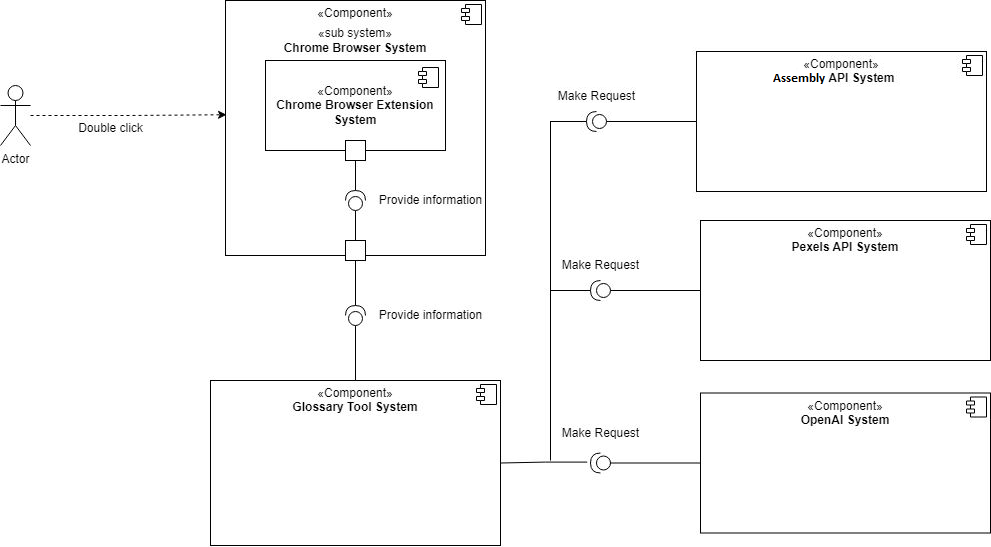 «Component»
«sub system»
Chrome Browser System
«Component»
Chrome Browser Extension
System
Double click
Actor
Provide information
Provide information
«Component»
Glossary Tool System
Make Request
«Component»
Assembly API System
Make Request
«Component»
Pexels API System
Make Request
«Component»
OpenAI System